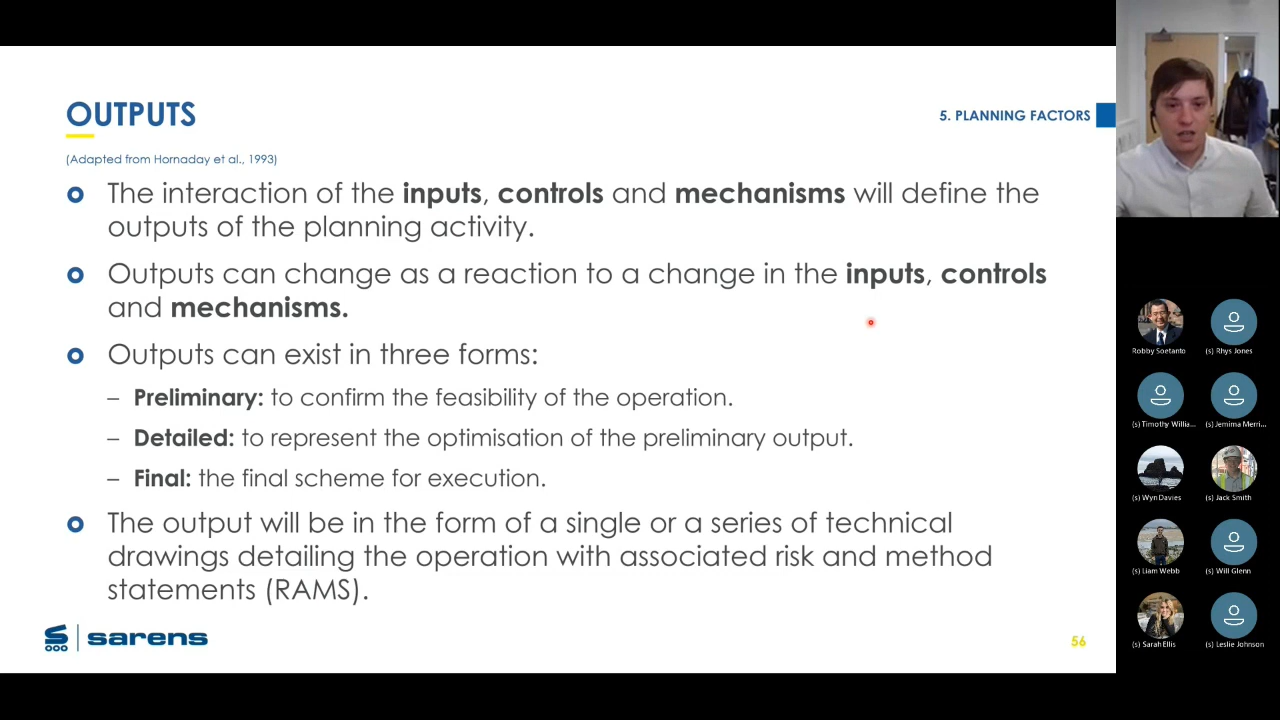 OUTPUTS
5. PLANNING FACTORS
(Adapted from Hornaday et al., 1993)
The interaction of the inputs, controls and mechanisms will define the
outputs of the planning activity.
Outputs can change as a reaction to a change in the inputs, controls
and mechanisms.
Outputs can exist in three forms:
– Preliminary: to confirm the feasibility of the operation.
– Detailed: to represent the optimisation of the preliminary output.
– Final: the final scheme for execution.
The output will be in the form of a single or a series of technical
drawings detailing the operation with associated risk and method
statements (RAMS).
sarens
56
Robby Soetanto
(s) Rhys Jones
(s) Timothy Willia...
(s) Jemima Merri...
(s) Wyn Davies
(s) Jack Smith
(s) Liam Webb
(s) Will Glenn
(s) Sarah Ellis
(s) Leslie Johnson